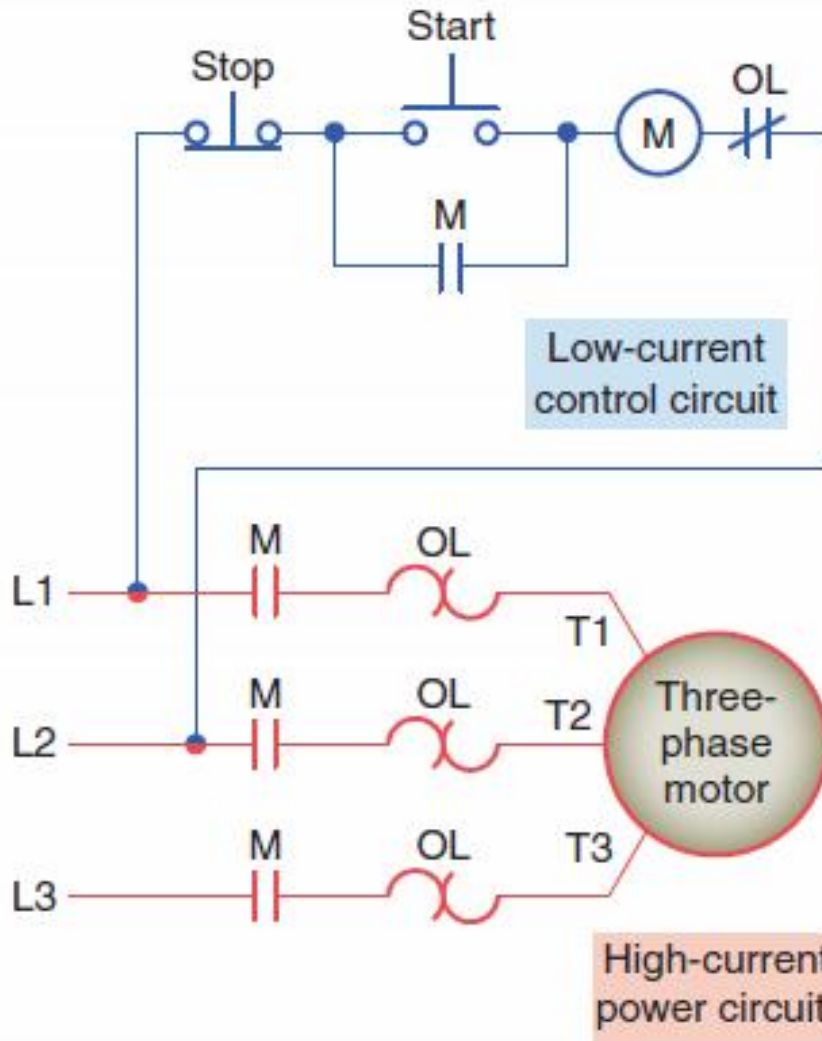 Start
Stop
OL
M
M
Low-current
control circuit
M
OL
L1
T1
M
OL
T2
L2
Three-
phase
motor
M
OL
T3
L3
High-current
power circuit